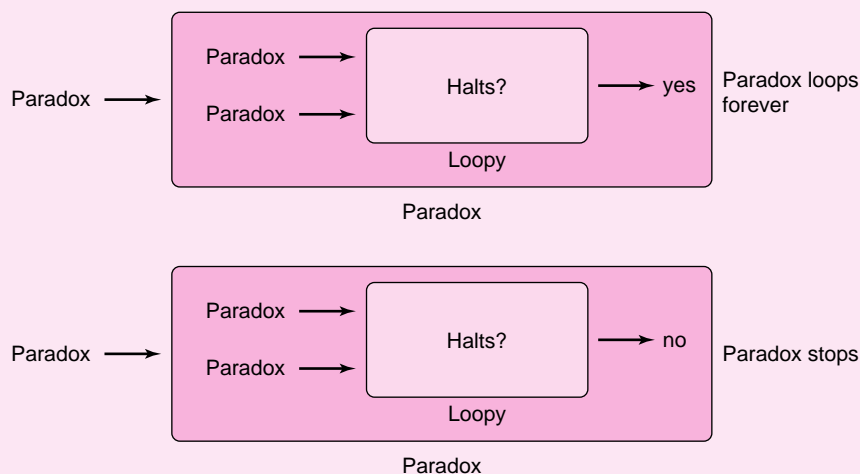 Paradox
Halts?
Paradox
yes
Paradox loops
forever
Paradox
Loopy
Paradox
Paradox
Halts?
Paradox
no
Paradox stops
Paradox
Loopy
Paradox